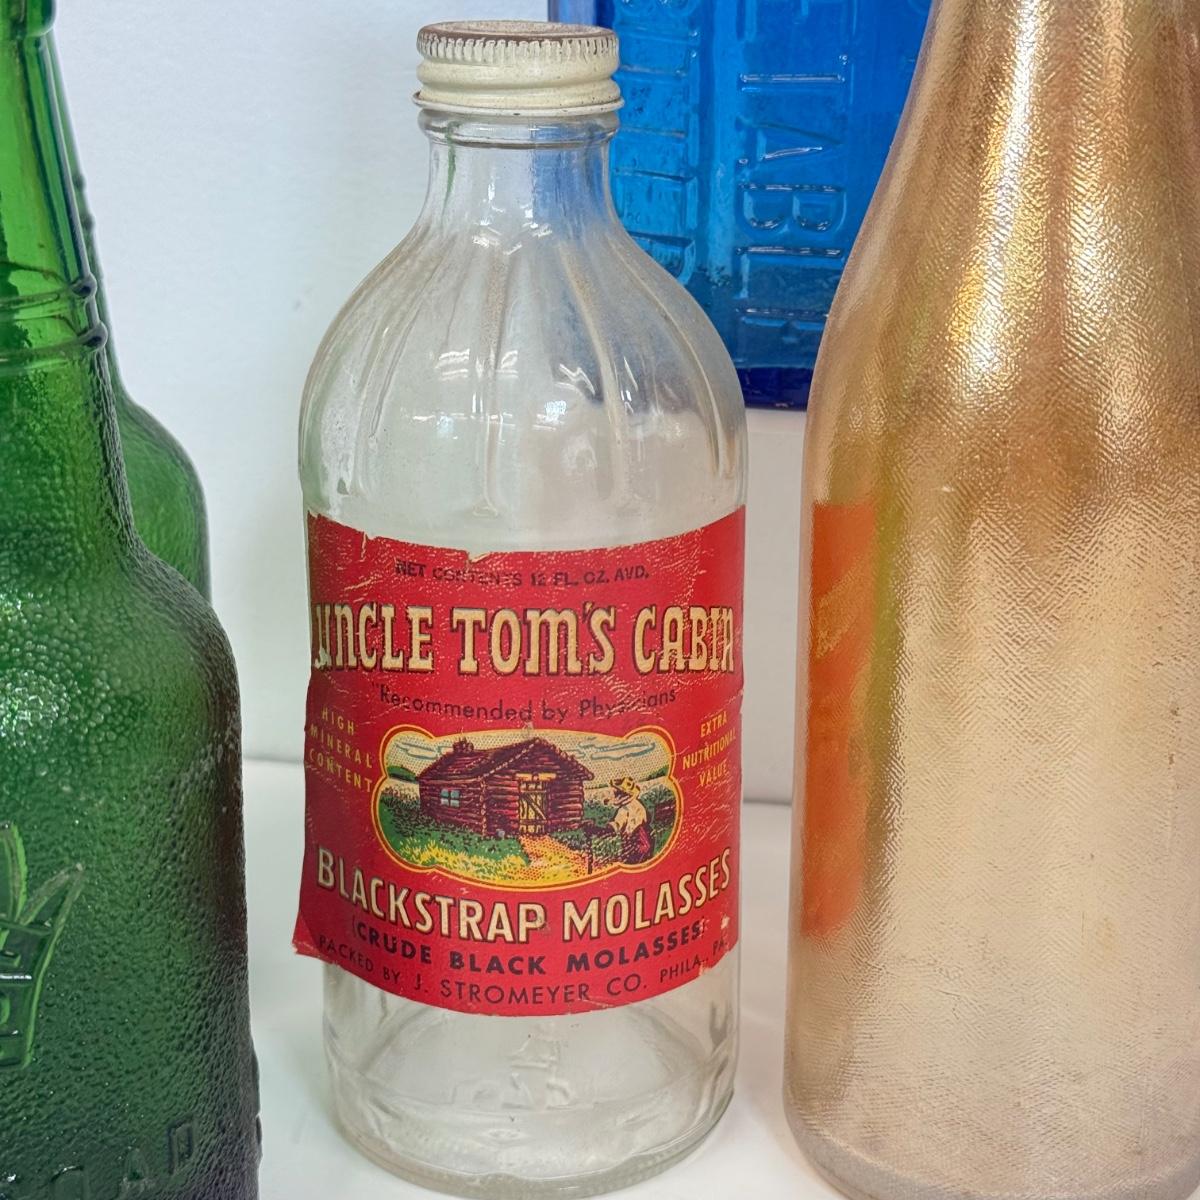 NET CONTENTS 12 FL. OZ. AVD.
UNCLE TOM'S CABIN
"Recommended by Physicians
HIGH
MINERAL
CONTENT
EXTRA
NUTRITIONAL
VALUE
BLACKSTRAP MOLASSES
(CRUDE BLACK MOLASSES)
PACKED BY J. STROMEYER CO. PHILA., PA.